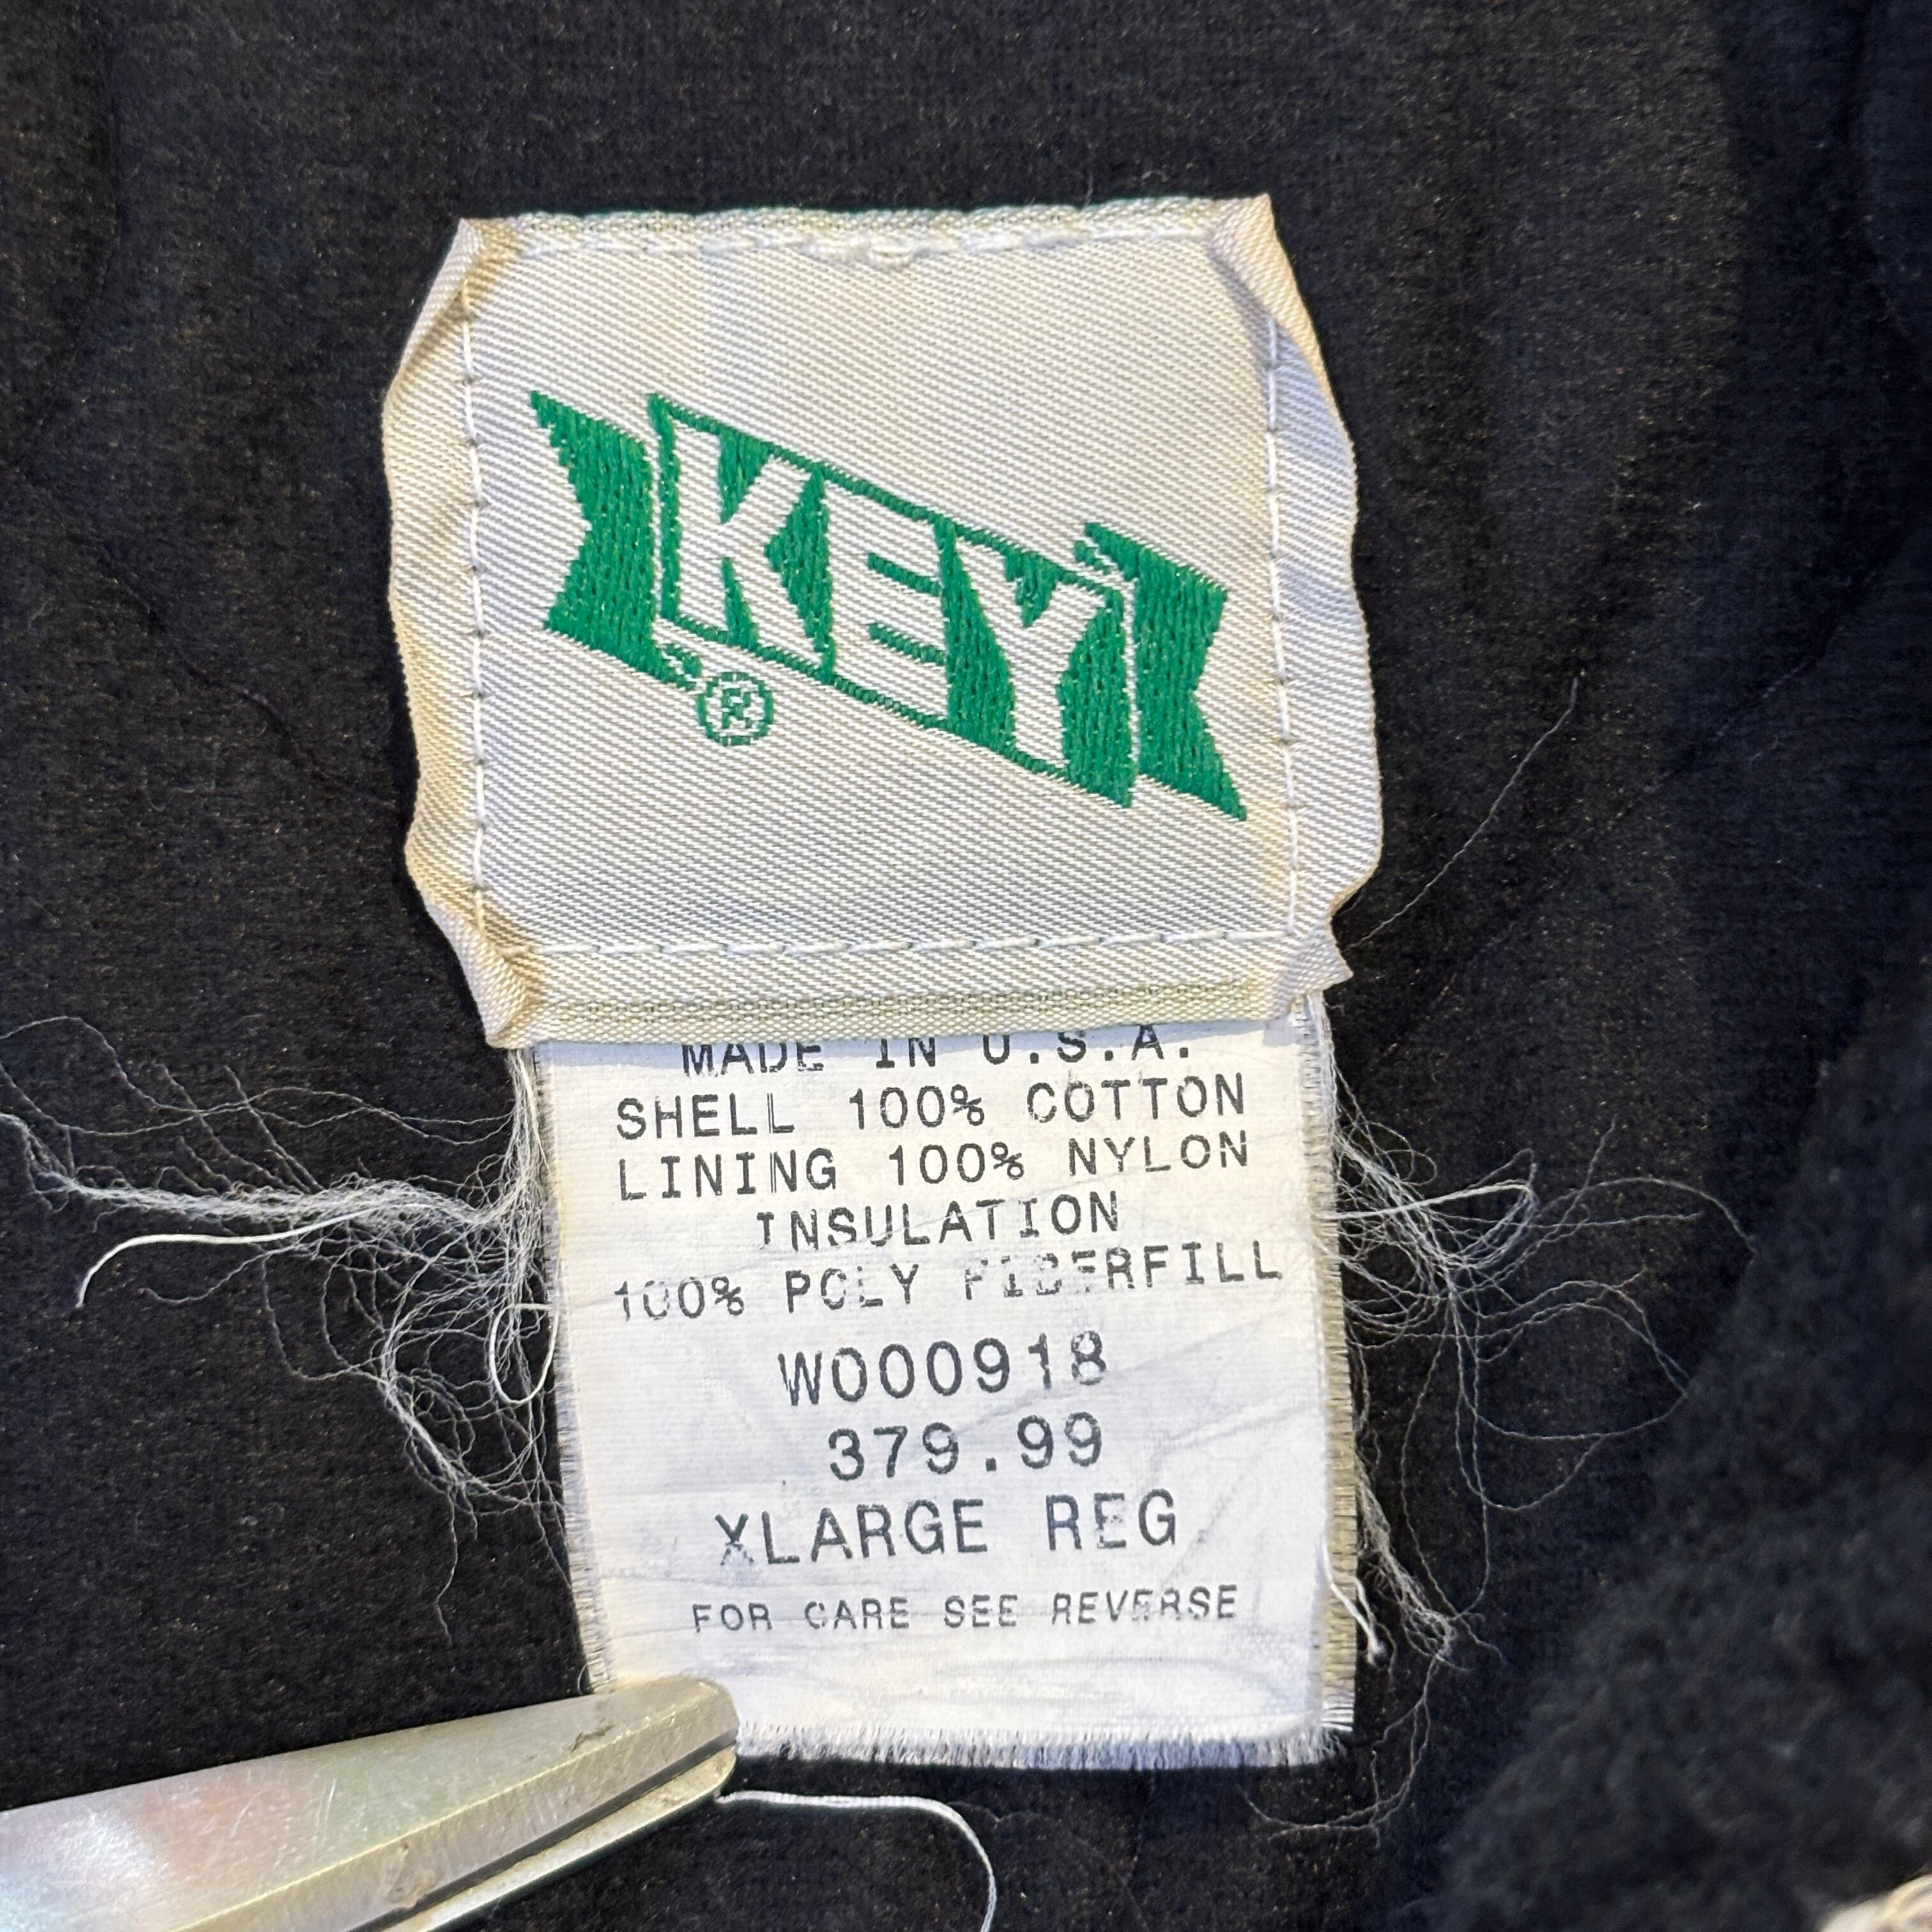 KEY
®
MADE IN U.S.A.
SHELL 100% COTTON
LINING 100% NYLON
INSULATION
100% POLY FIBERFILL
W000918
379.99
XLARGE REG
FOR CARE SEE REVERSE